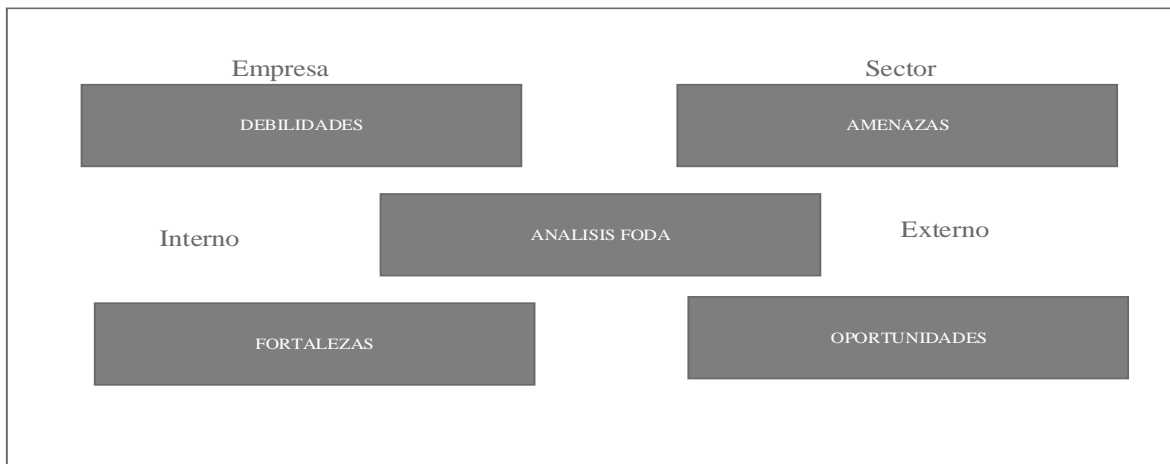 Empresa
Sector
DEBILIDADES
AMENAZAS
Interno
ANALISIS FODA
Externo
FORTALEZAS
OPORTUNIDADES